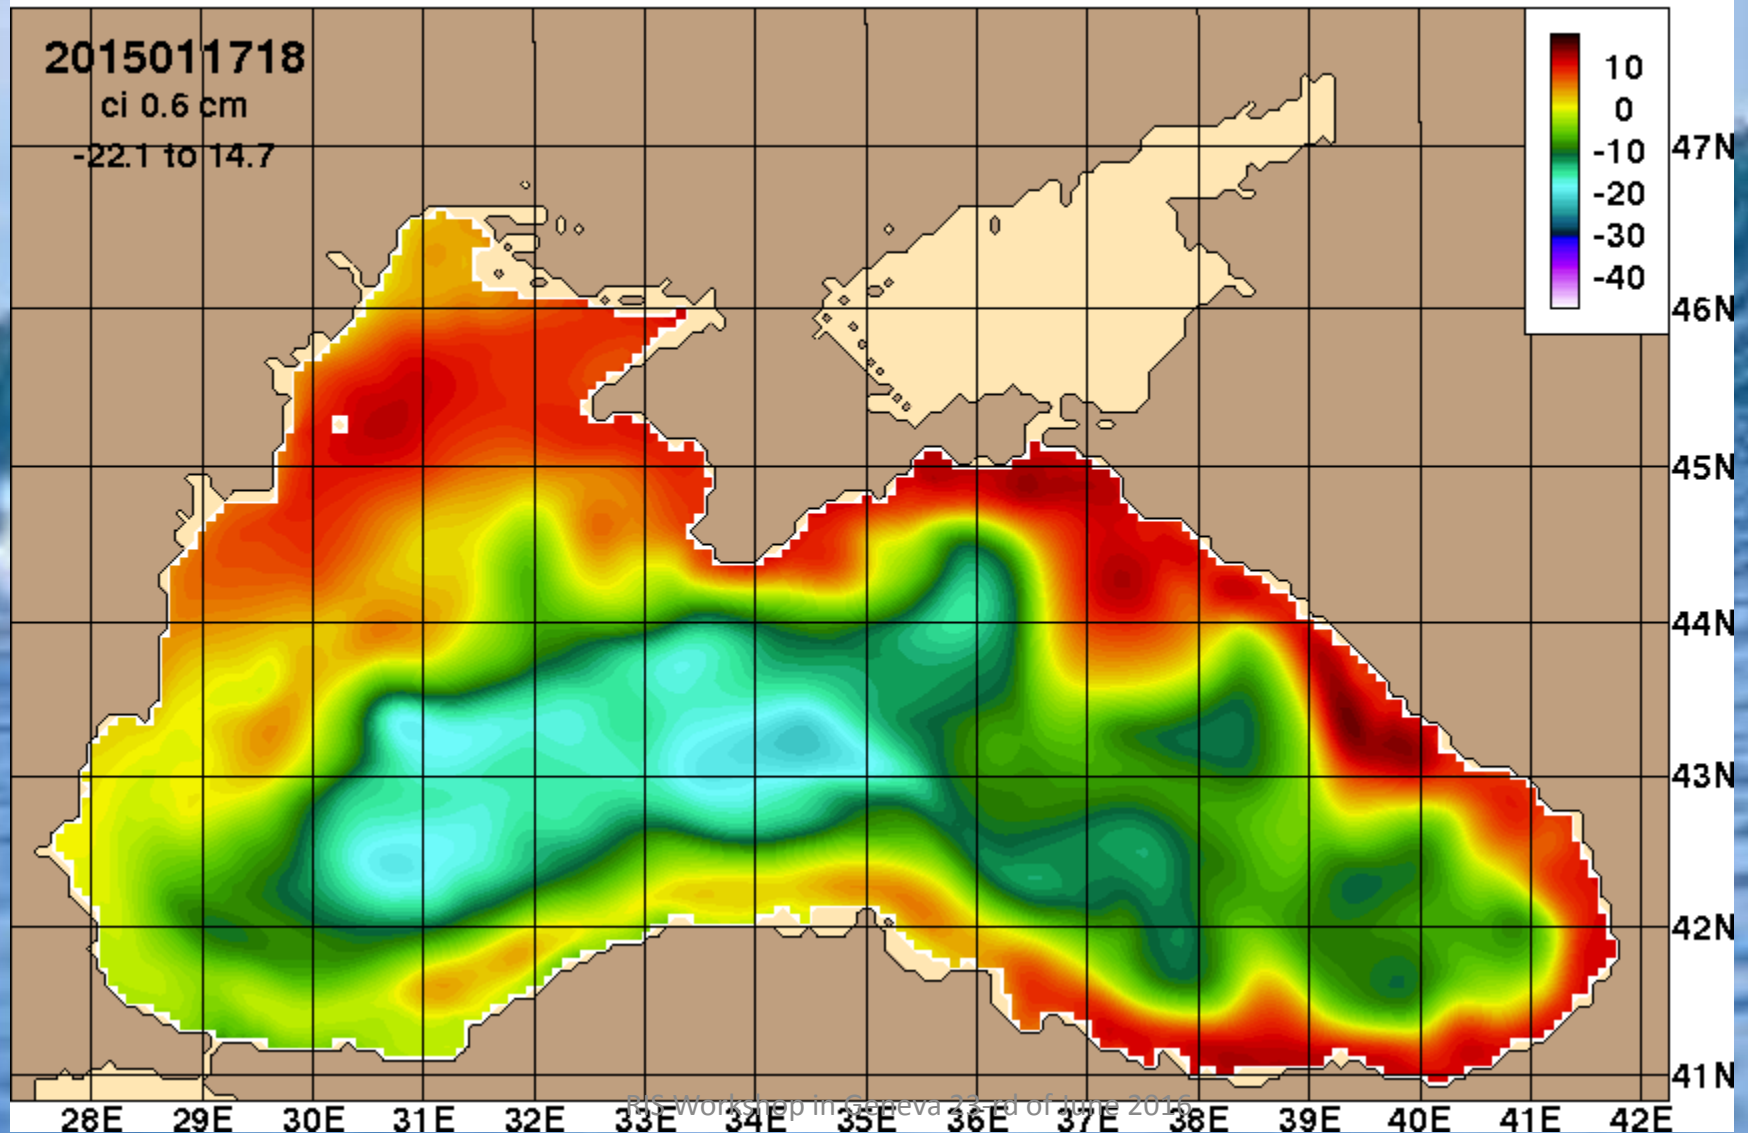 2015011718
ci 0.6 cm
-22.1 to 14.7
10
0
-10
-20
-30
-40
47N
46N
45N
44N
43N
42N
41N
28E 29E 30E 31E 32E 33E 34E 35E 36E 37E 38E 39E 40E 41E 42E
RIS Workshop in Geneva 23-rd of June 2016